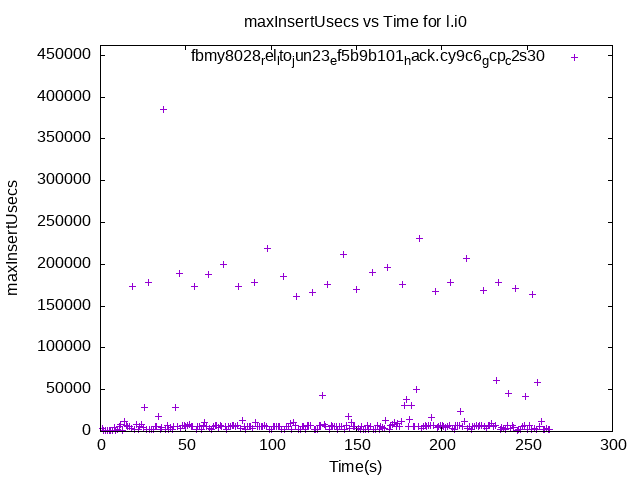 maxInsertUsecs vs Time for l.i0
fbmy8028relltojun23ef5b9b101hack.cy9c6gcpc2s30
450000
400000
350000
300000
250000
200000
150000
100000
50000
0
maxInsertUsecs
0 50 100 150 200 250 300
Time(s)